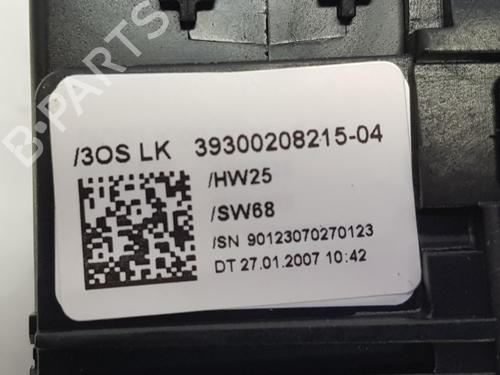 /3OS LK 39300208215-04
/HW25
/SW68
/SN 90123070270123
DT 27.01.2007 10:42
B-PARTS